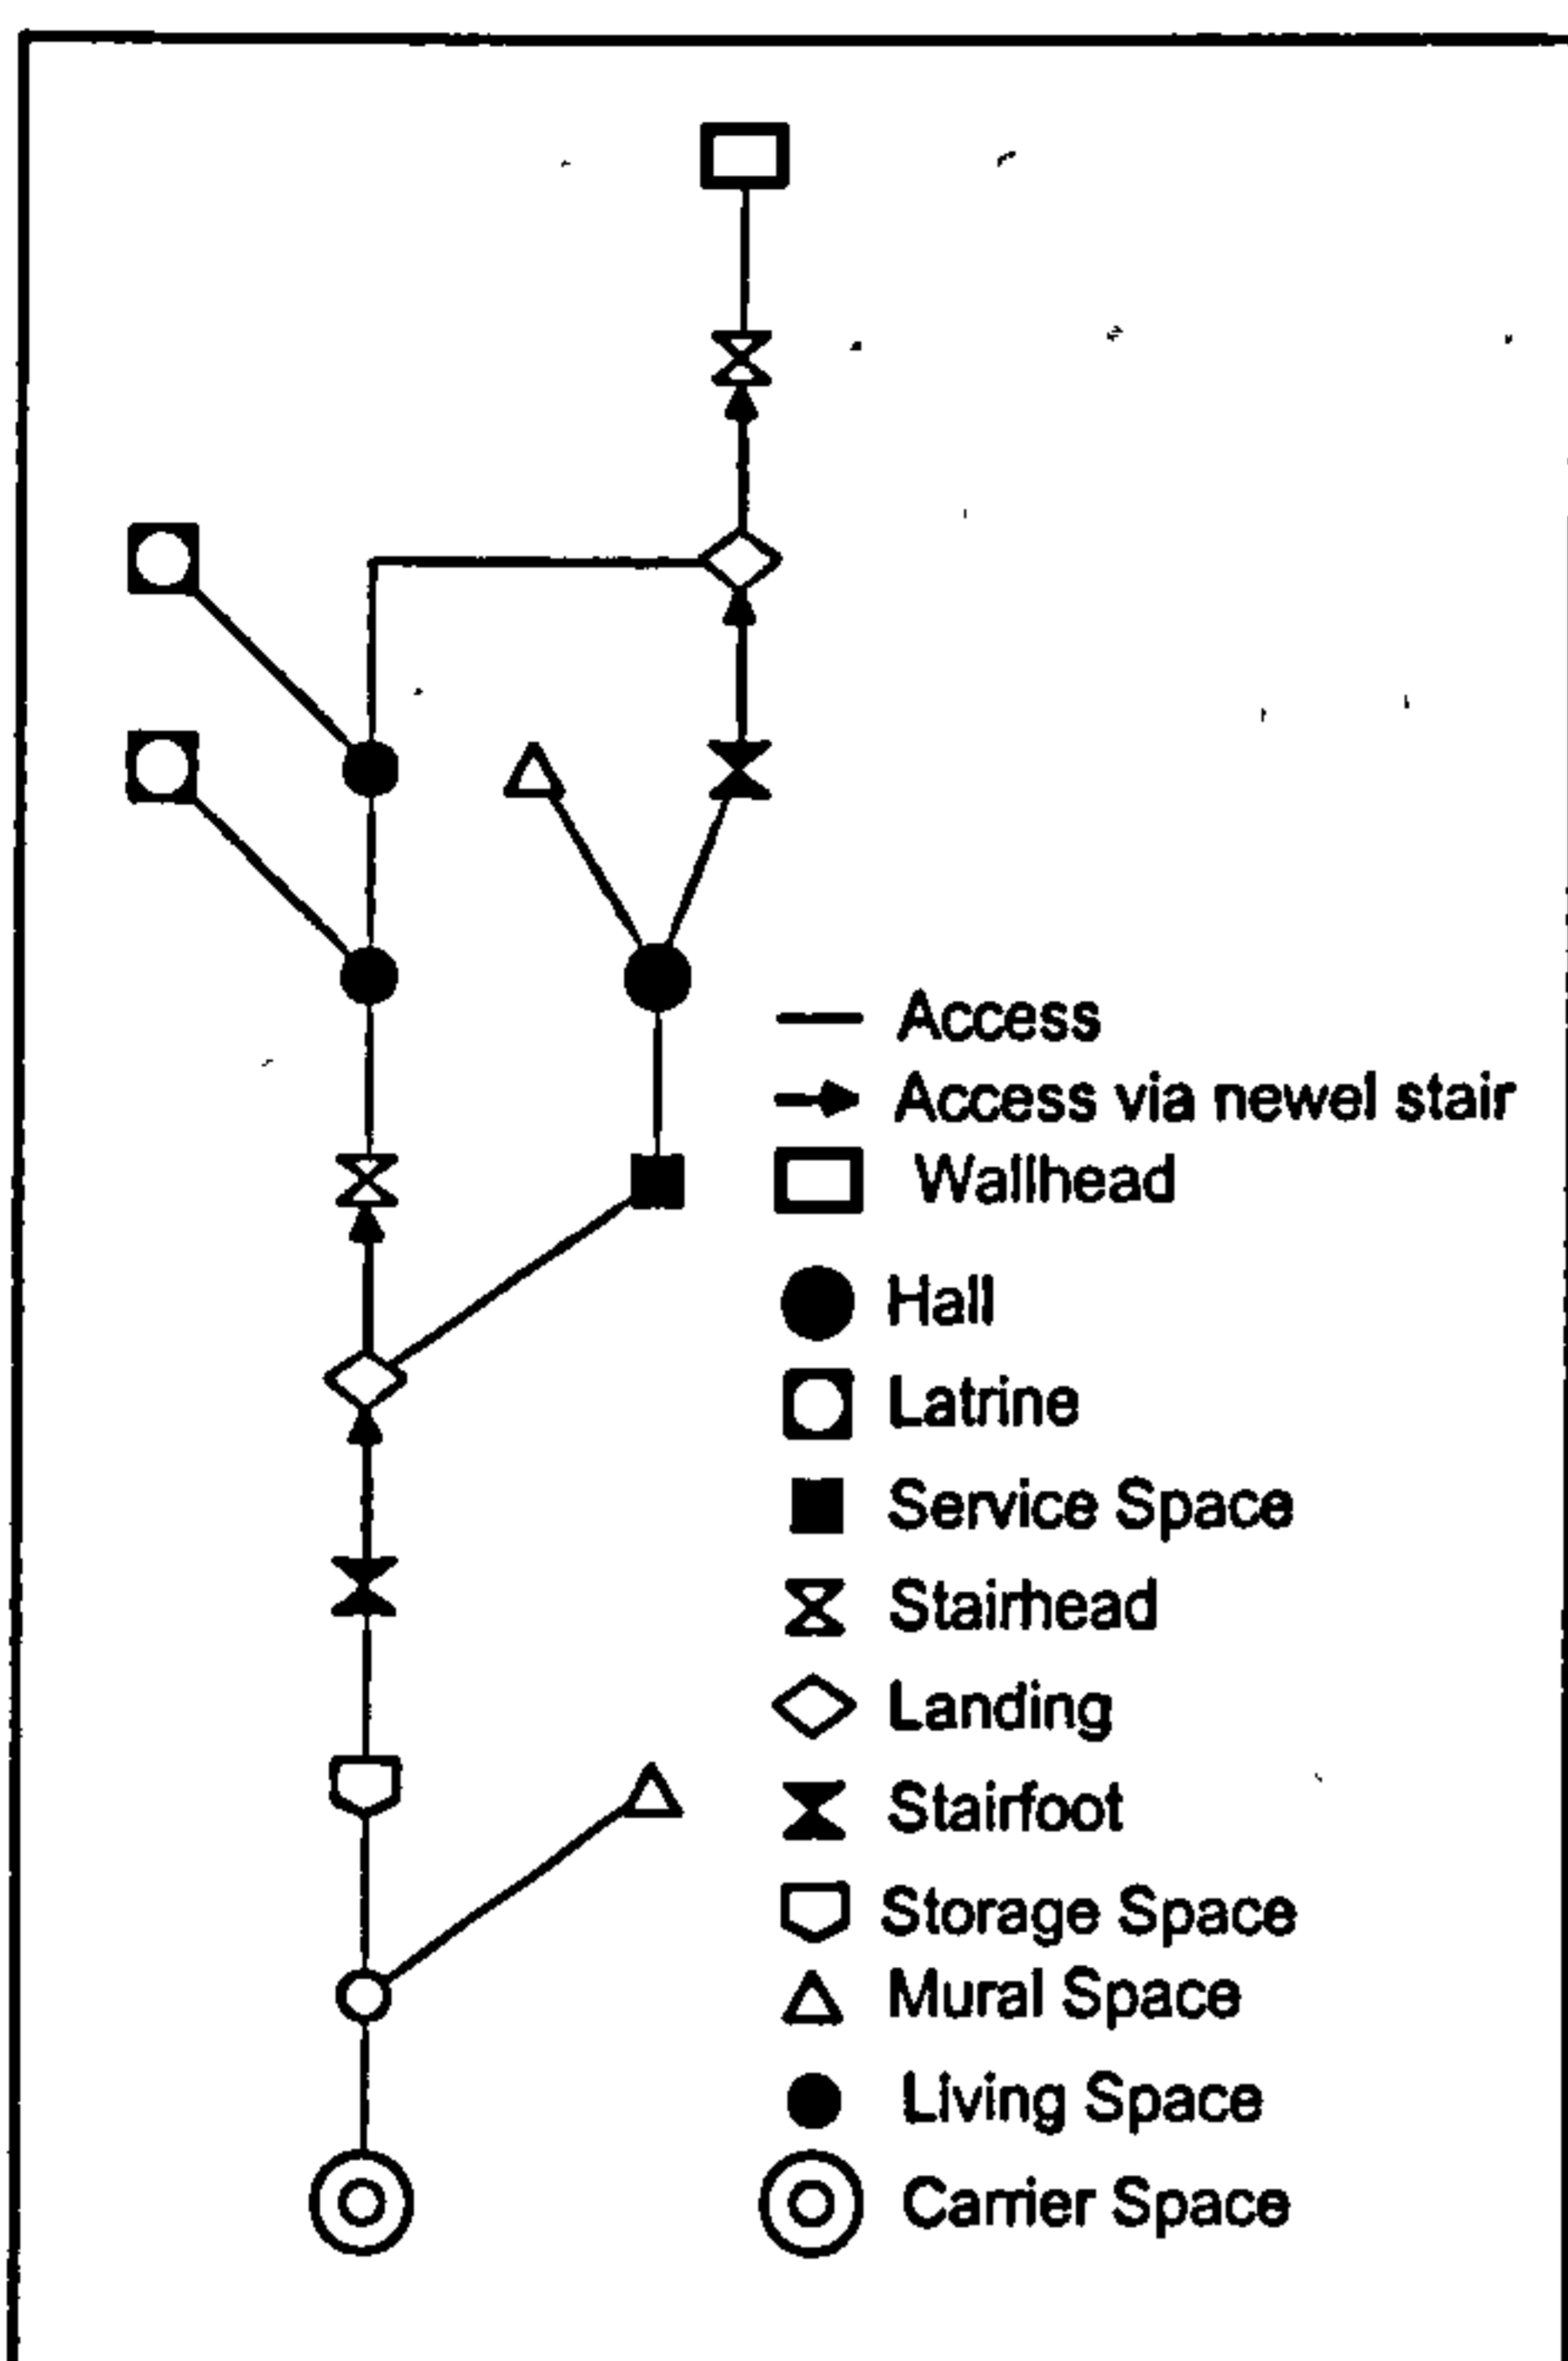 Access
Access via newel stair
Wallhead
Hall
Latrine
Service Space
Stairhead
Landing
Stairfoot
Storage Space
Mural Space
Living Space
Carrier Space